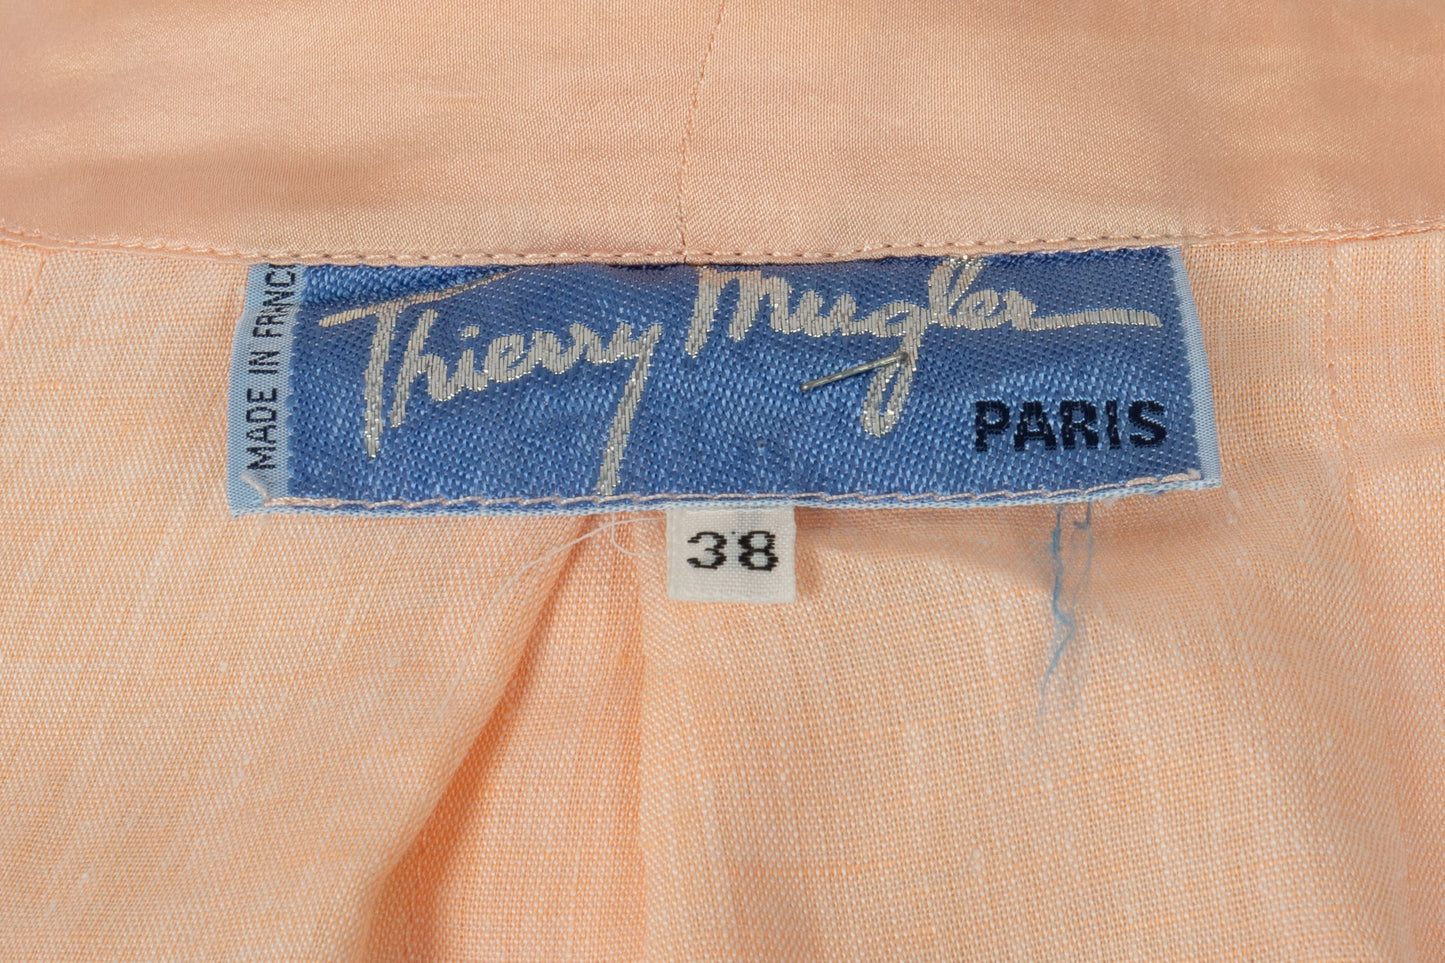 MADE IN FRANC
Thierry Mugler
PARIS
38